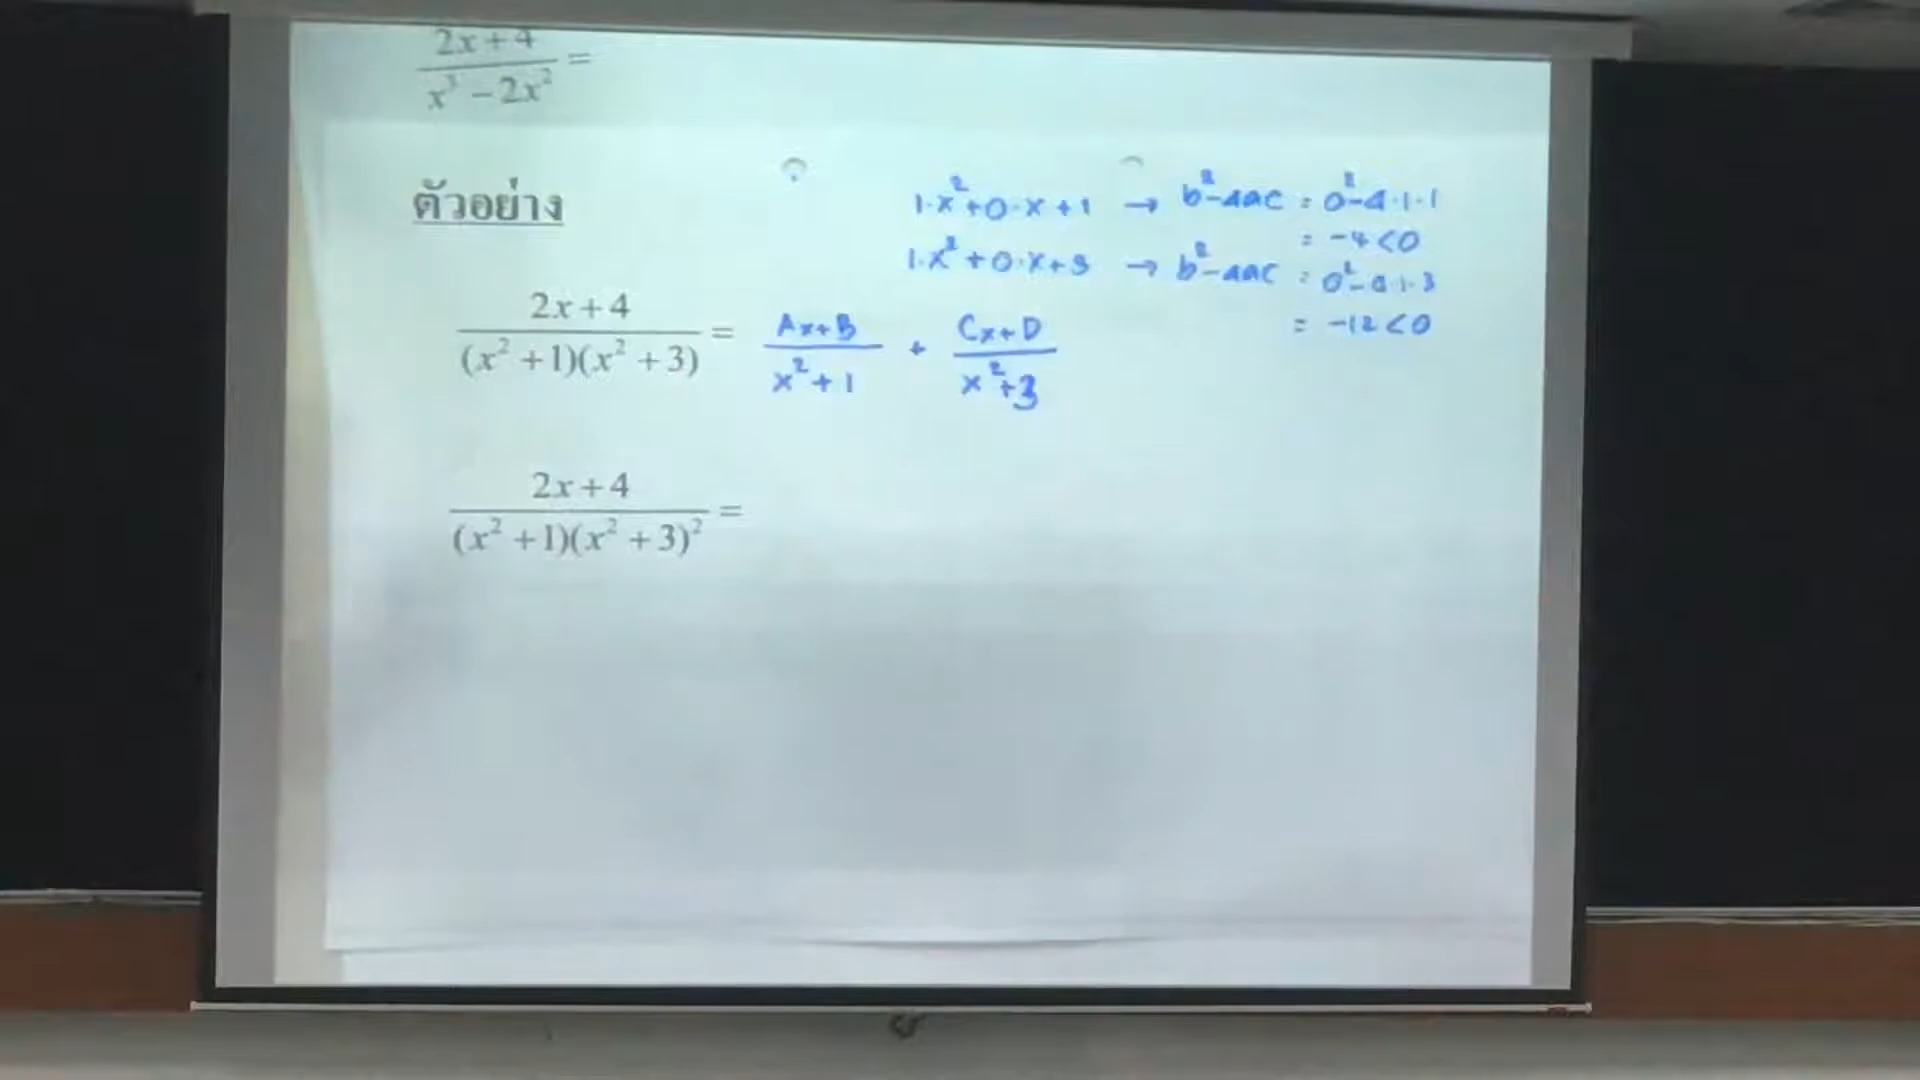 2x+4 / x³ − 2x² =
ตัวอย่าง
1·x²+0·x+1 → b²−4ac = 0²−4·1·1
= −4<0
1·x²+0·x+3 → b²−4ac = 0²−4·1·3
= −12<0
2x+4 / (x²+1)(x²+3) = Ax+B / x²+1 + Cx+D / x²+3
2x+4 / (x²+1)(x²+3)² =